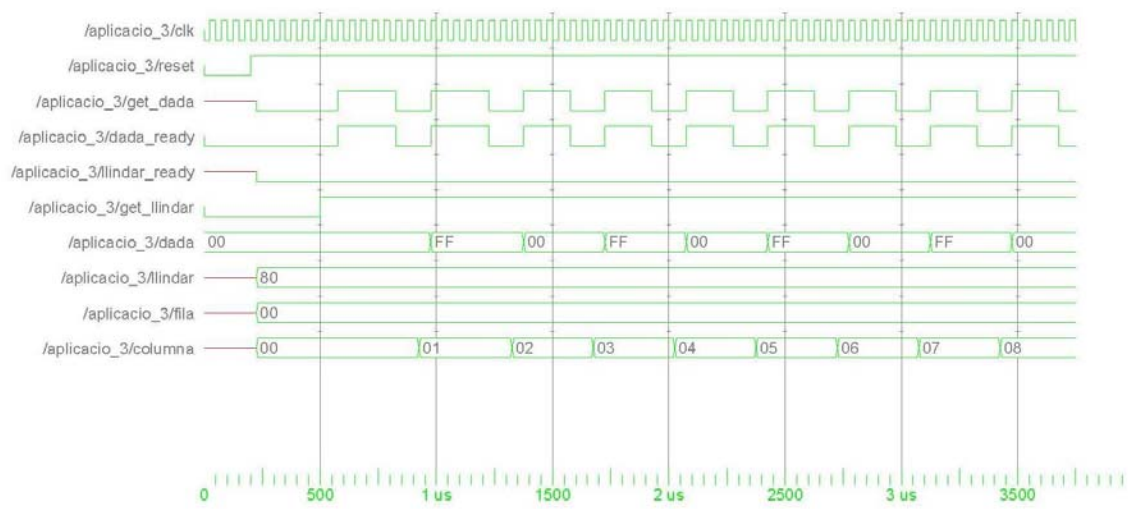 /aplicacio_3/clk
/aplicacio_3/reset
/aplicacio_3/get_dada
/aplicacio_3/dada_ready
/aplicacio_3/llindar_ready
/aplicacio_3/get_llindar
/aplicacio_3/dada 00 FF 00 FF 00 FF 00 FF 00
/aplicacio_3/llindar 80
/aplicacio_3/fila 00
/aplicacio_3/columna 00 01 02 03 04 05 06 07 08
0 500 1 us 1500 2 us 2500 3 us 3500